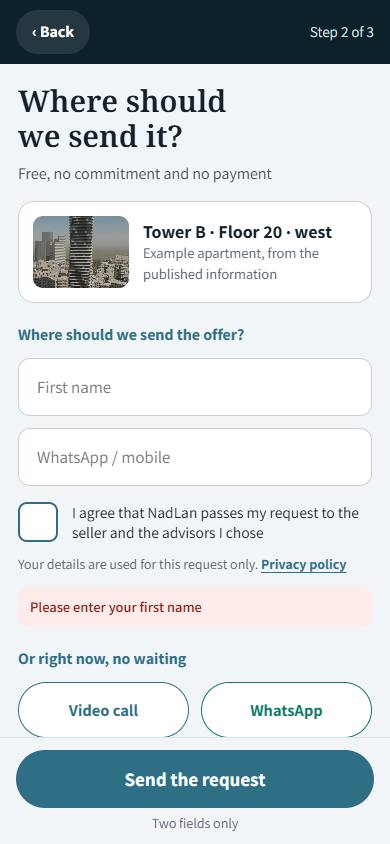 ‹ Back
Step 2 of 3
Where should
we send it?
Free, no commitment and no payment
Tower B · Floor 20 · west
Example apartment, from the
published information
Where should we send the offer?
First name
WhatsApp / mobile
I agree that NadLan passes my request to the
seller and the advisors I chose
Your details are used for this request only. Privacy policy
Please enter your first name
Or right now, no waiting
Video call
WhatsApp
Send the request
Two fields only